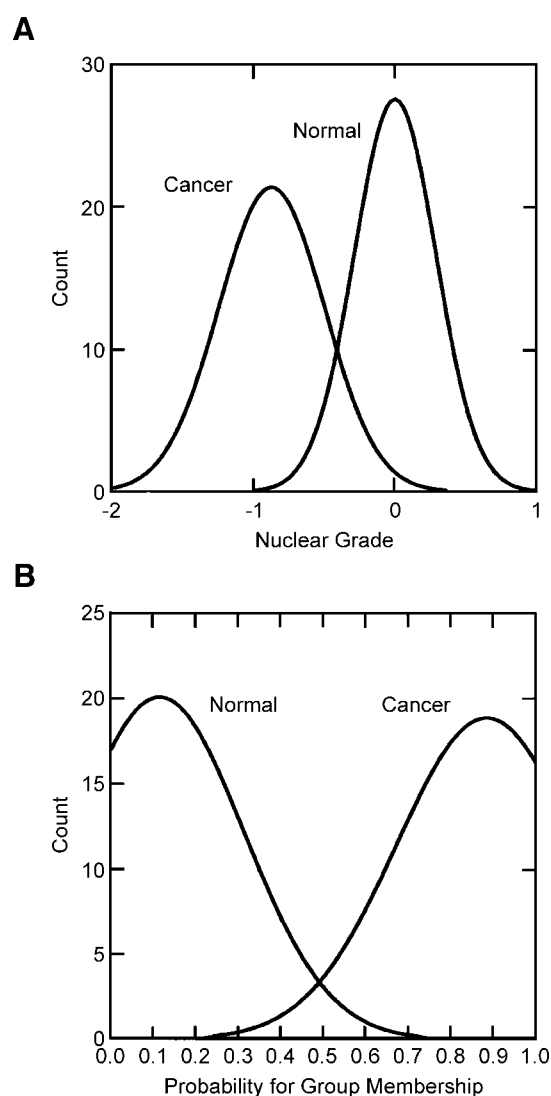 A
30
Normal
Cancer
20
Count
10
0
-2 -1 0 1
Nuclear Grade
B
25
20
Normal Cancer
15
Count
10
5
0
0.0 0.1 0.2 0.3 0.4 0.5 0.6 0.7 0.8 0.9 1.0
Probability for Group Membership